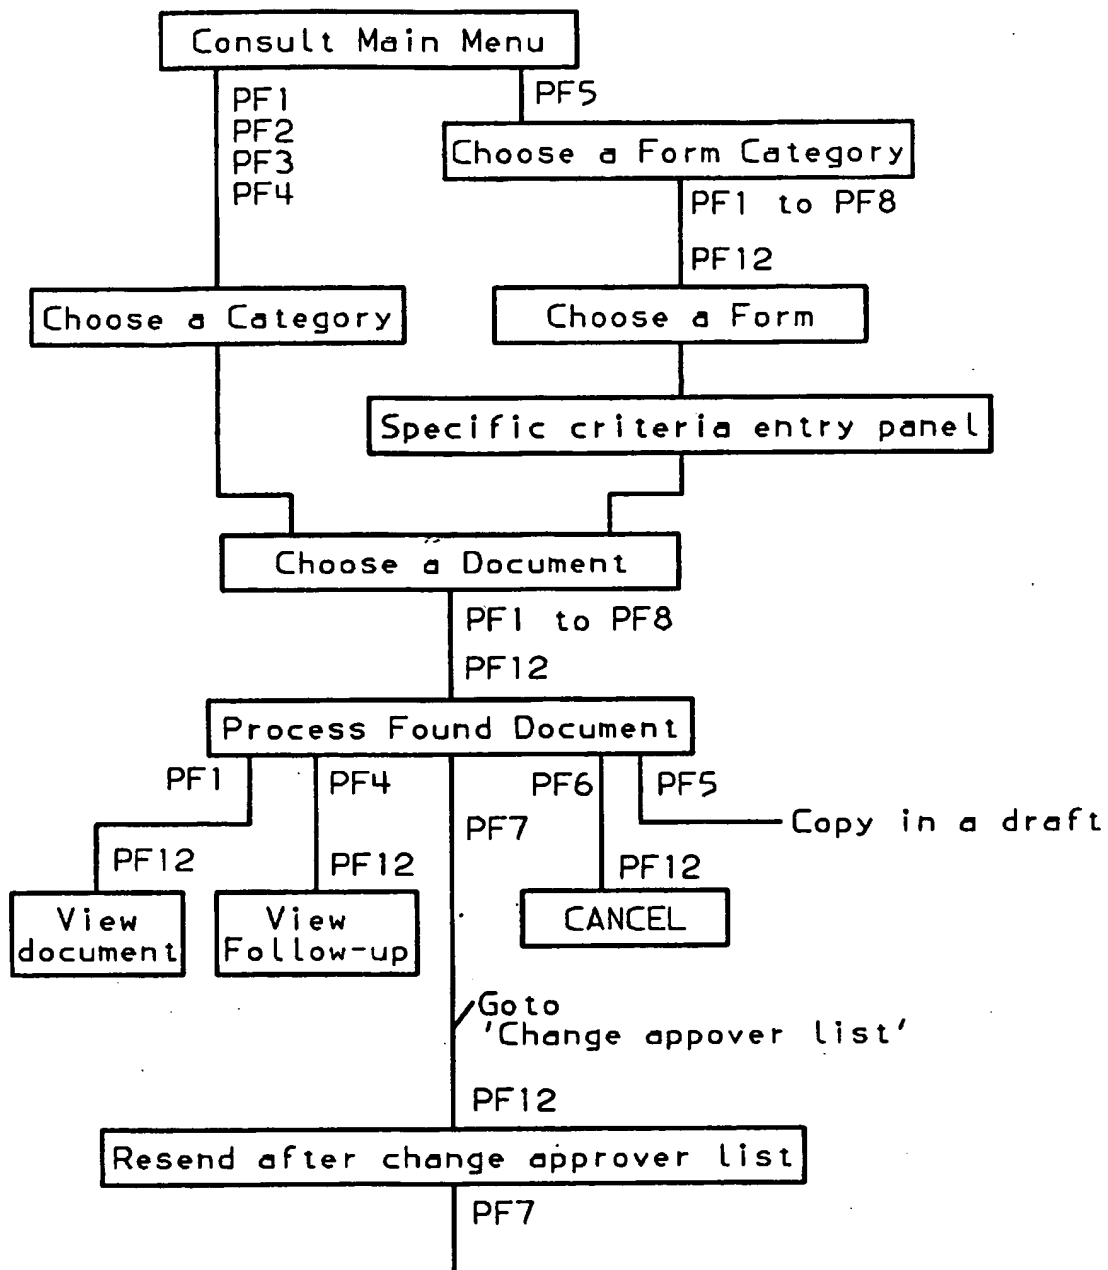 Consult Main Menu
PF1
PF2
PF3
PF4
PF5
Choose a Form Category
PF1 to PF8
PF12
Choose a Category
Choose a Form
Specific criteria entry panel
Choose a Document
PF1 to PF8
PF12
Process Found Document
PF1
PF4
PF7
PF6
PF5
Copy in a draft
PF12
PF12
PF12
View
document
View
Follow-up
CANCEL
Goto
'Change appover list'
PF12
Resend after change approver list
PF7